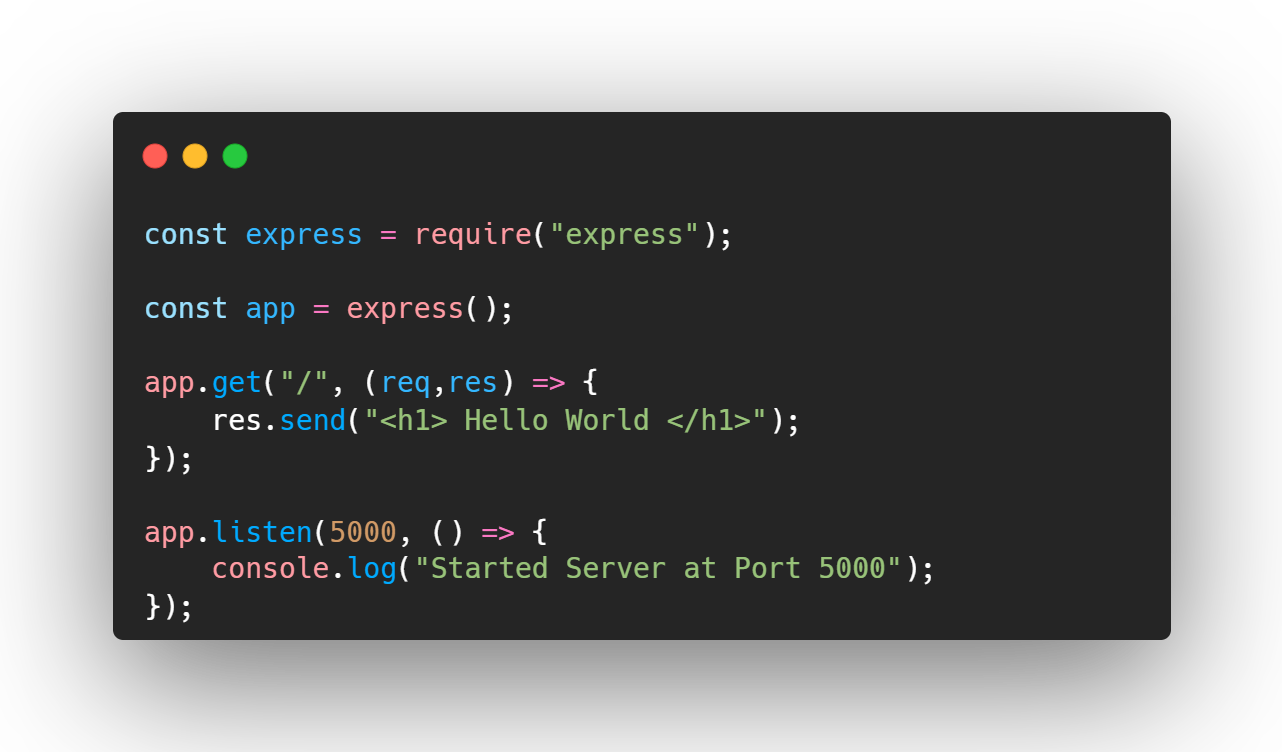 const express = require("express");
const app = express();
app.get("/", (req,res) => {
    res.send("<h1> Hello World </h1>");
});
app.listen(5000, () => {
    console.log("Started Server at Port 5000");
});